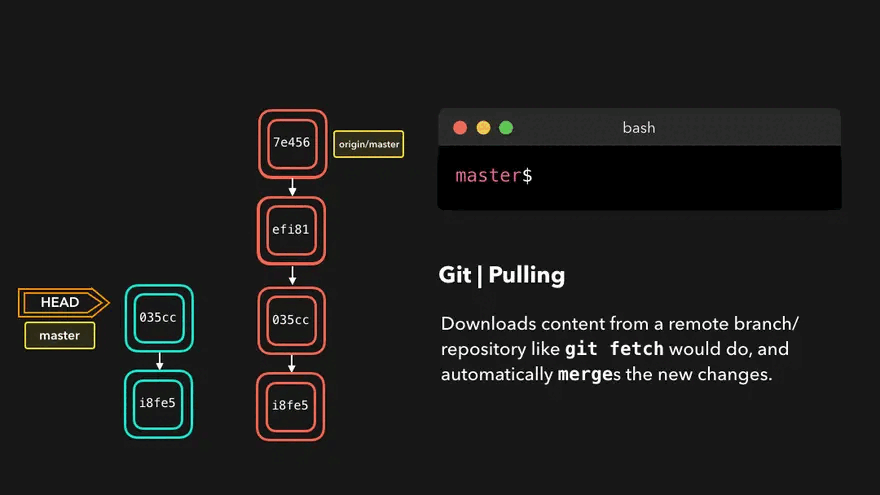 7e456
origin/master
efi81
HEAD
master
035cc
i8fe5
035cc
i8fe5
bash
master$
Git | Pulling
Downloads content from a remote branch/
repository like git fetch would do, and
automatically merges the new changes.